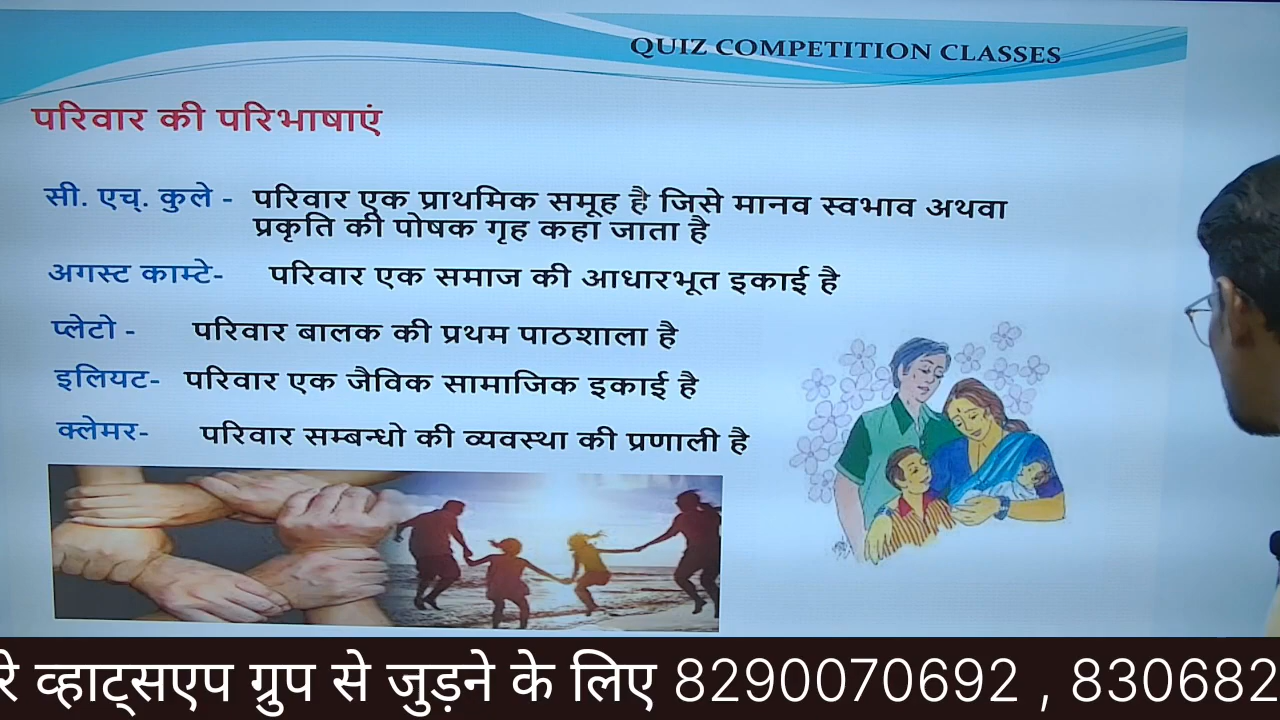 QUIZ COMPETITION CLASSES
परिवार की परिभाषाएं
सी. एच्. कुले - परिवार एक प्राथमिक समूह है जिसे मानव स्वभाव अथवा
प्रकृति की पोषक गृह कहा जाता है
अगस्ट काम्टे- परिवार एक समाज की आधारभूत इकाई है
प्लेटो - परिवार बालक की प्रथम पाठशाला है
इलियट- परिवार एक जैविक सामाजिक इकाई है
क्लेमर- परिवार सम्बन्धो की व्यवस्था की प्रणाली है
रे व्हाट्सएप ग्रुप से जुड़ने के लिए 8290070692 , 830682